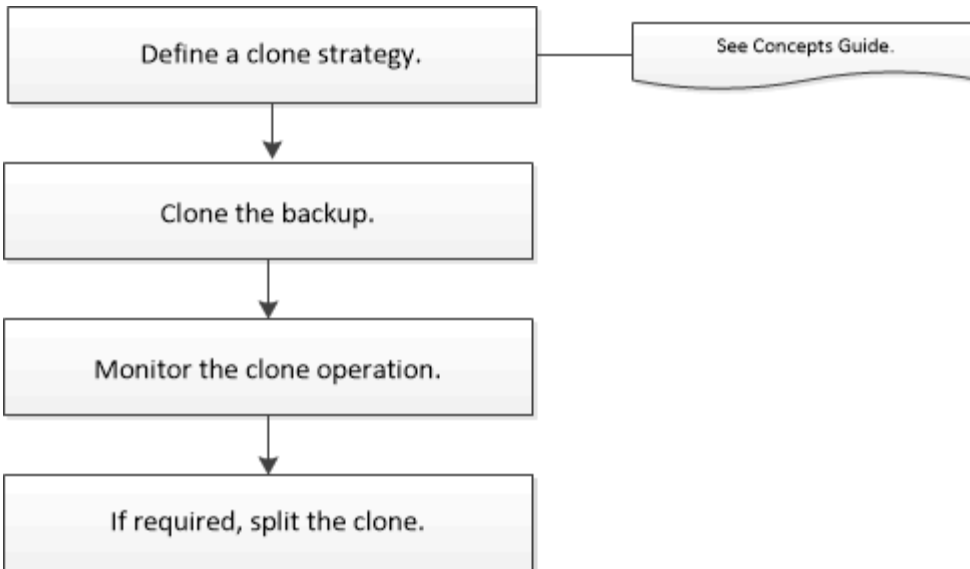 Define a clone strategy.
See Concepts Guide.
Clone the backup.
Monitor the clone operation.
If required, split the clone.